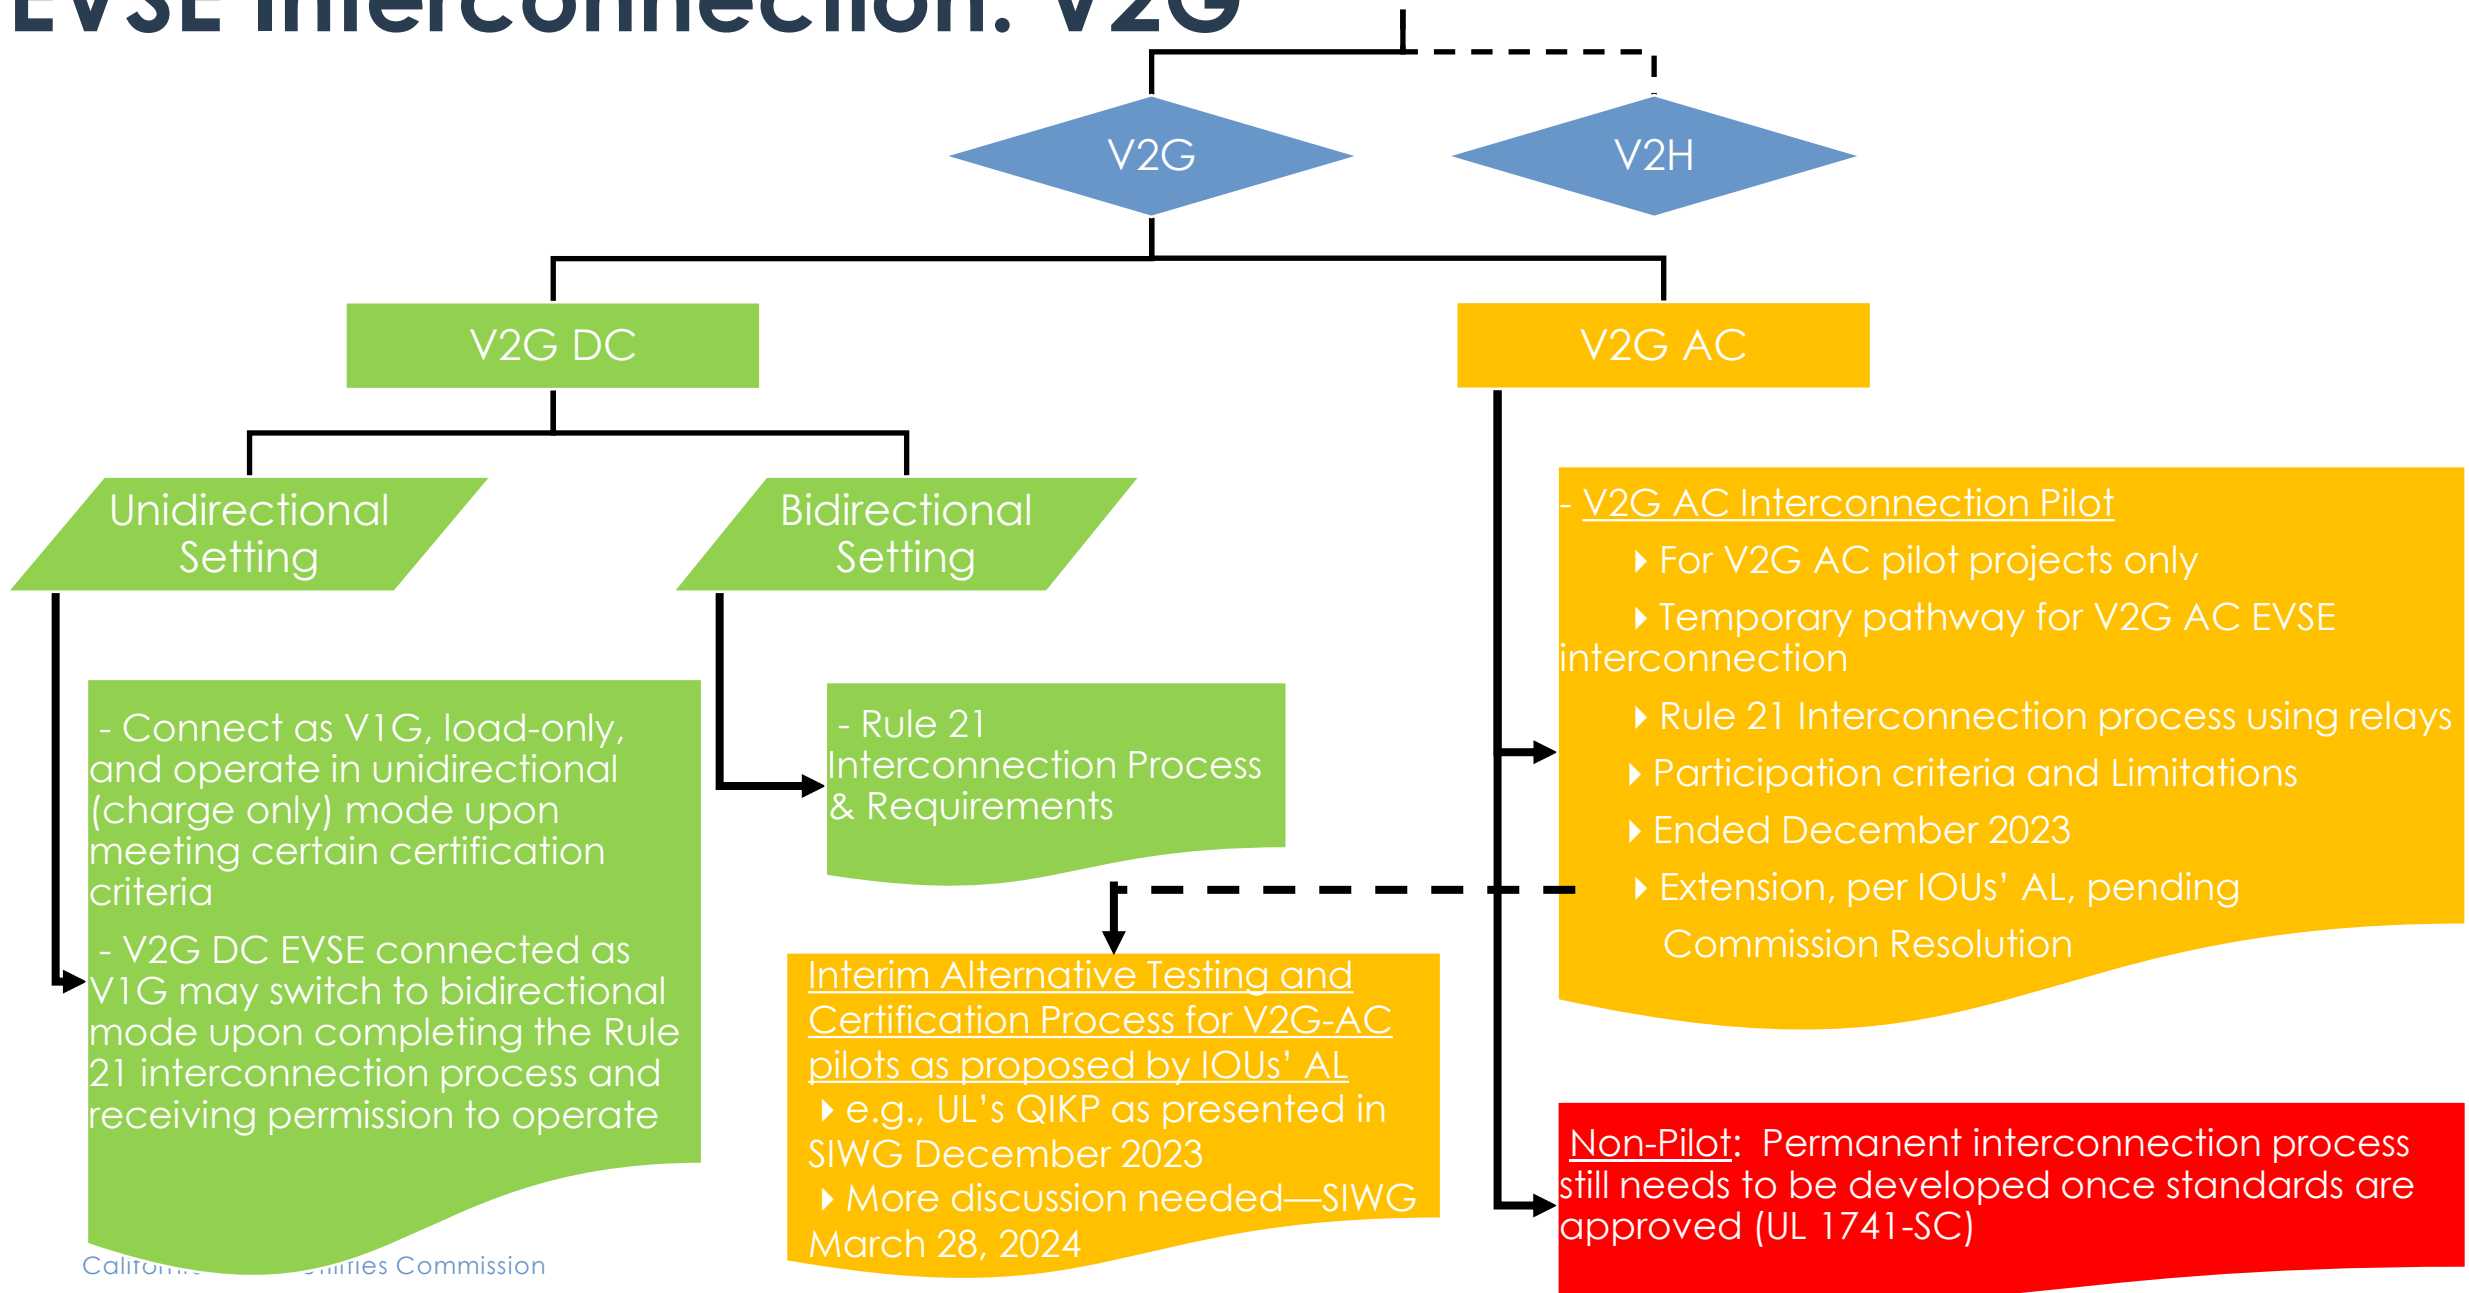 EVSE Interconnection: V2G
V2G
V2H
V2G DC
V2G AC
Unidirectional
Setting
Bidirectional
Setting
- Connect as V1G, load-only,
and operate in unidirectional
(charge only) mode upon
meeting certain certification
criteria
- V2G DC EVSE connected as
V1G may switch to bidirectional
mode upon completing the Rule
21 interconnection process and
receiving permission to operate
- Rule 21
Interconnection Process
& Requirements
- V2G AC Interconnection Pilot
For V2G AC pilot projects only
Temporary pathway for V2G AC EVSE
interconnection
Rule 21 Interconnection process using relays
Participation criteria and Limitations
Ended December 2023
Extension, per IOUs’ AL, pending
Commission Resolution
Interim Alternative Testing and
Certification Process for V2G-AC
pilots as proposed by IOUs’ AL
e.g., UL’s QIKP as presented in
SIWG December 2023
More discussion needed—SIWG
March 28, 2024
Non-Pilot:  Permanent interconnection process
still needs to be developed once standards are
approved (UL 1741-SC)
Commission